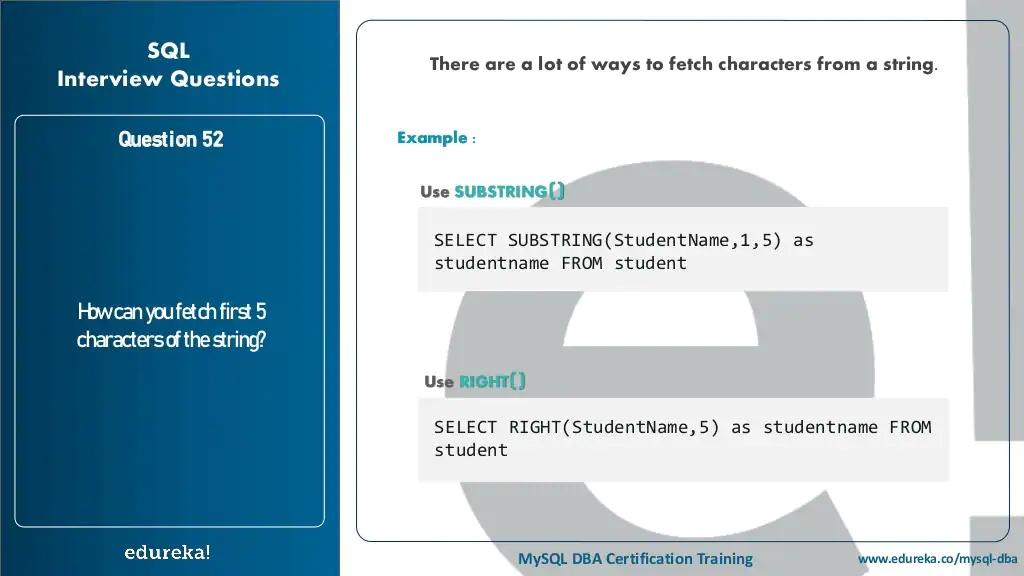 SQL
Interview Questions
Question 52
How can you fetch first 5
characters of the string?
edureka!
There are a lot of ways to fetch characters from a string.
Example :
Use SUBSTRING()
SELECT SUBSTRING(StudentName,1,5) as
studentname FROM student
Use RIGHT()
SELECT RIGHT(StudentName,5) as studentname FROM
student
MySQL DBA Certification Training
www.edureka.co/mysql-dba